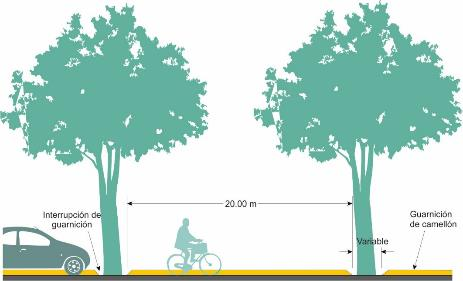 20.00 m
Interrupción de
guarnición
Guarnición
de camellón
Variable